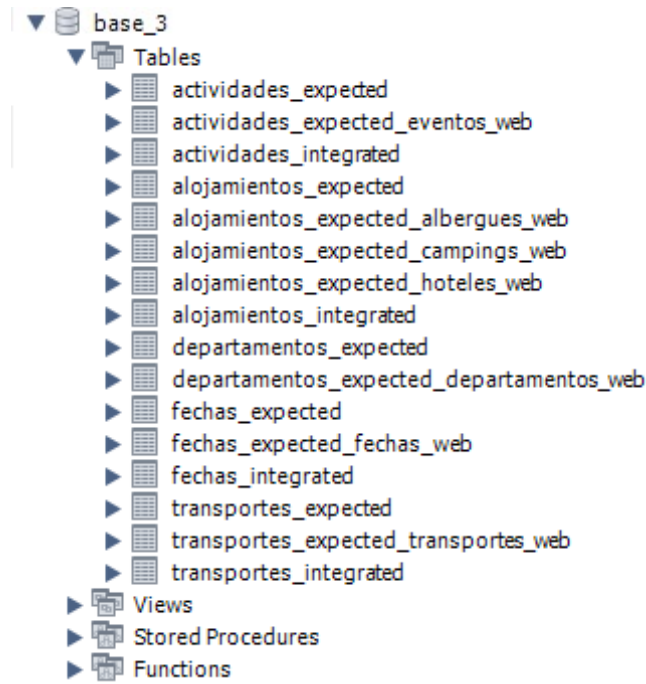 base_3
Tables
actividades_expected
actividades_expected_eventos_web
actividades_integrated
alojamientos_expected
alojamientos_expected_albergues_web
alojamientos_expected_campings_web
alojamientos_expected_hoteles_web
alojamientos_integrated
departamentos_expected
departamentos_expected_departamentos_web
fechas_expected
fechas_expected_fechas_web
fechas_integrated
transportes_expected
transportes_expected_transportes_web
transportes_integrated
Views
Stored Procedures
Functions